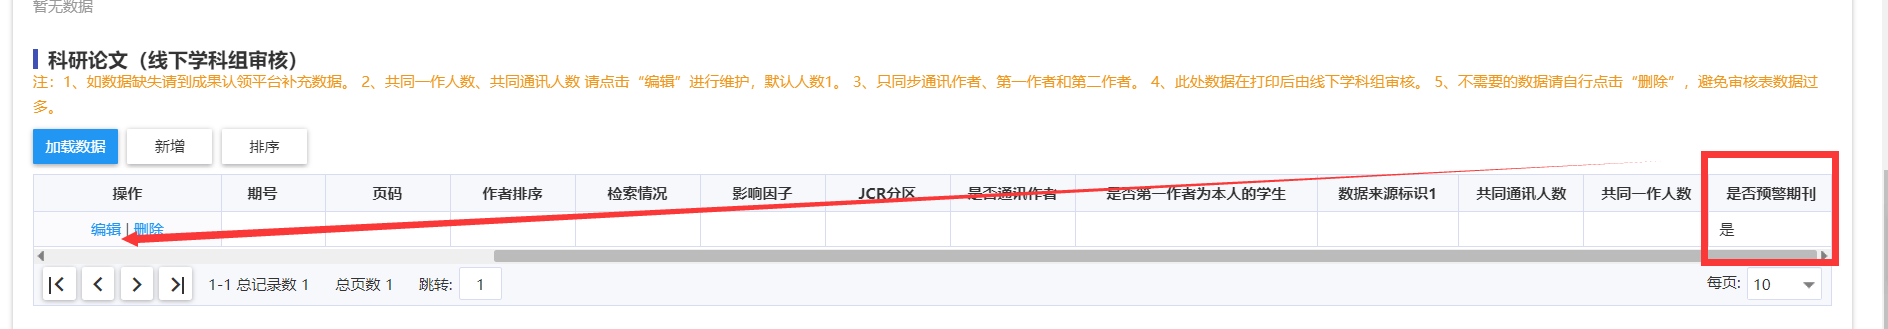 暂无数据
科研论文（线下学科组审核）
注：1、如数据缺失请到成果认领平台补充数据。 2、共同一作人数、共同通讯人数 请点击“编辑”进行维护，默认人数1。 3、只同步通讯作者、第一作者和第二作者。 4、此处数据在打印后由线下学科组审核。 5、不需要的数据请自行点击“删除”，避免审核表数据过
多。
加载数据 新增 排序
操作 期号 页码 作者排序 检索情况 影响因子 JCR分区 是否通讯作者 是否第一作者为本人的学生 数据来源标识1 共同通讯人数 共同一作人数 是否预警期刊
编辑 | 删除 是
1-1 总记录数 1 总页数 1 跳转: 1 每页: 10